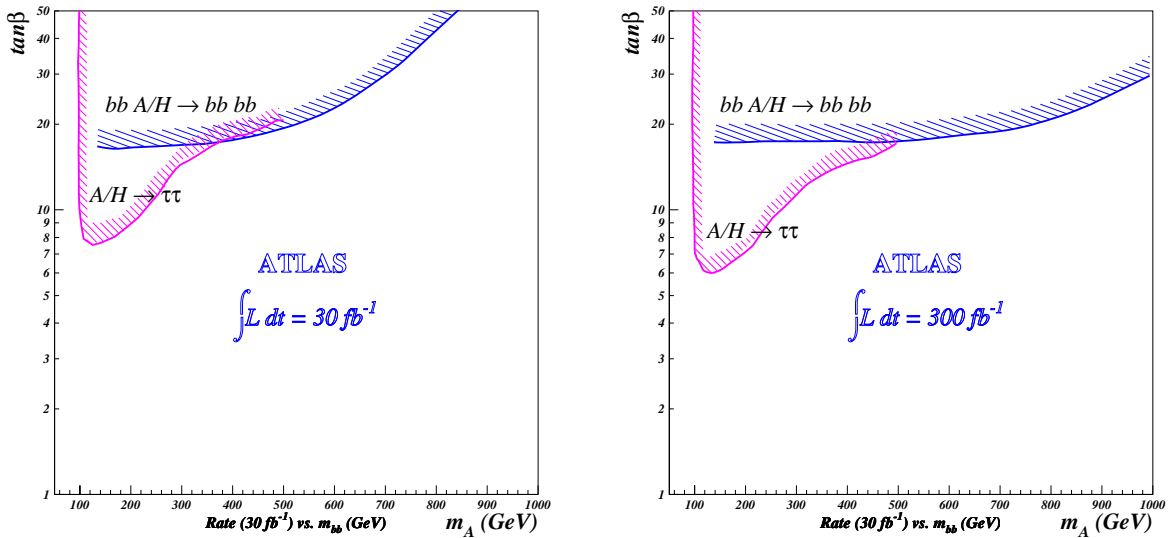 tanβ
50
40
30
20
10
9
8
7
6
5
4
3
2
1
bb A/H → bb bb
A/H → ττ
ATLAS
∫L dt = 30 fb⁻¹
100 200 300 400 500 600 700 800 900 1000
Rate (30 fb⁻¹) vs. m_bb (GeV)
m_A (GeV)
tanβ
50
40
30
20
10
9
8
7
6
5
4
3
2
1
bb A/H → bb bb
A/H → ττ
ATLAS
∫L dt = 300 fb⁻¹
100 200 300 400 500 600 700 800 900 1000
Rate (30 fb⁻¹) vs. m_bb (GeV)
m_A (GeV)